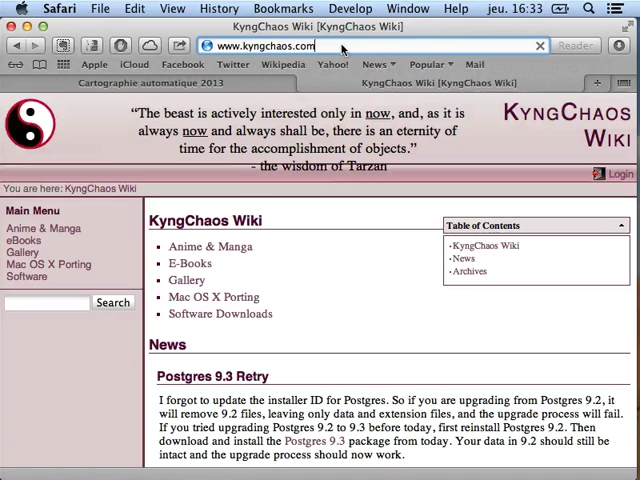 Safari File Edit View History Bookmarks Develop Window Help jeu. 16:33
KyngChaos Wiki [KyngChaos Wiki]
www.kyngchaos.com Reader
Apple iCloud Facebook Twitter Wikipedia Yahoo! News Popular Mail
Cartographie automatique 2013 KyngChaos Wiki [KyngChaos Wiki]
“The beast is actively interested only in now, and, as it is
always now and always shall be, there is an eternity of
time for the accomplishment of objects.”
- the wisdom of Tarzan
KyngChaos
Wiki
Login
You are here: KyngChaos Wiki
Main Menu
Anime & Manga
eBooks
Gallery
Mac OS X Porting
Software
Search
KyngChaos Wiki
Anime & Manga
E-Books
Gallery
Mac OS X Porting
Software Downloads
Table of Contents
KyngChaos Wiki
News
Archives
News
Postgres 9.3 Retry
I forgot to update the installer ID for Postgres. So if you are upgrading from Postgres 9.2, it
will remove 9.2 files, leaving only data and extension files, and the upgrade process will fail.
If you tried upgrading Postgres 9.2 to 9.3 before today, first reinstall Postgres 9.2. Then
download and install the Postgres 9.3 package from today. Your data in 9.2 should still be
intact and the upgrade process should now work.